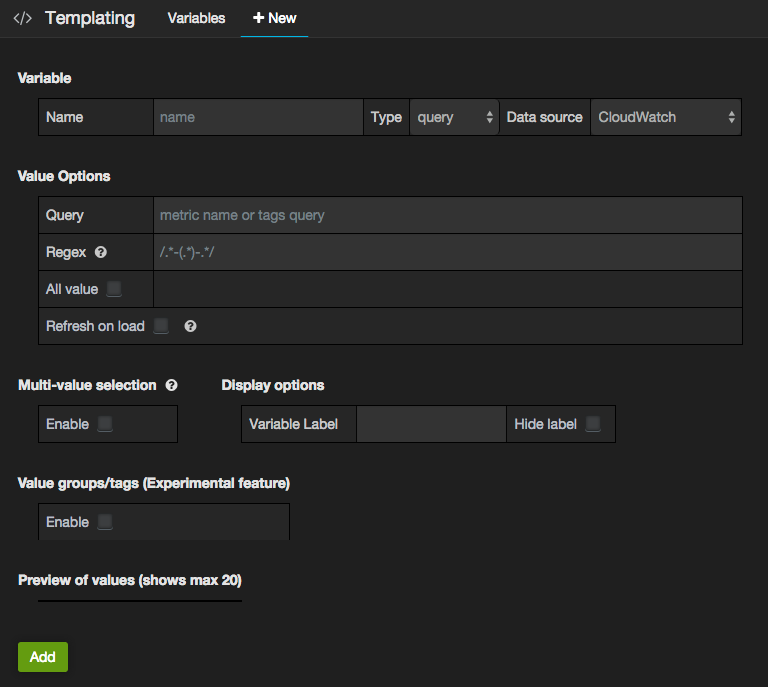 </> Templating Variables + New
Variable
Name name Type query Data source CloudWatch
Value Options
Query metric name or tags query
Regex ? /.*-(.*)-.*/
All value
Refresh on load ?
Multi-value selection ? Display options
Enable Variable Label Hide label
Value groups/tags (Experimental feature)
Enable
Preview of values (shows max 20)
Add